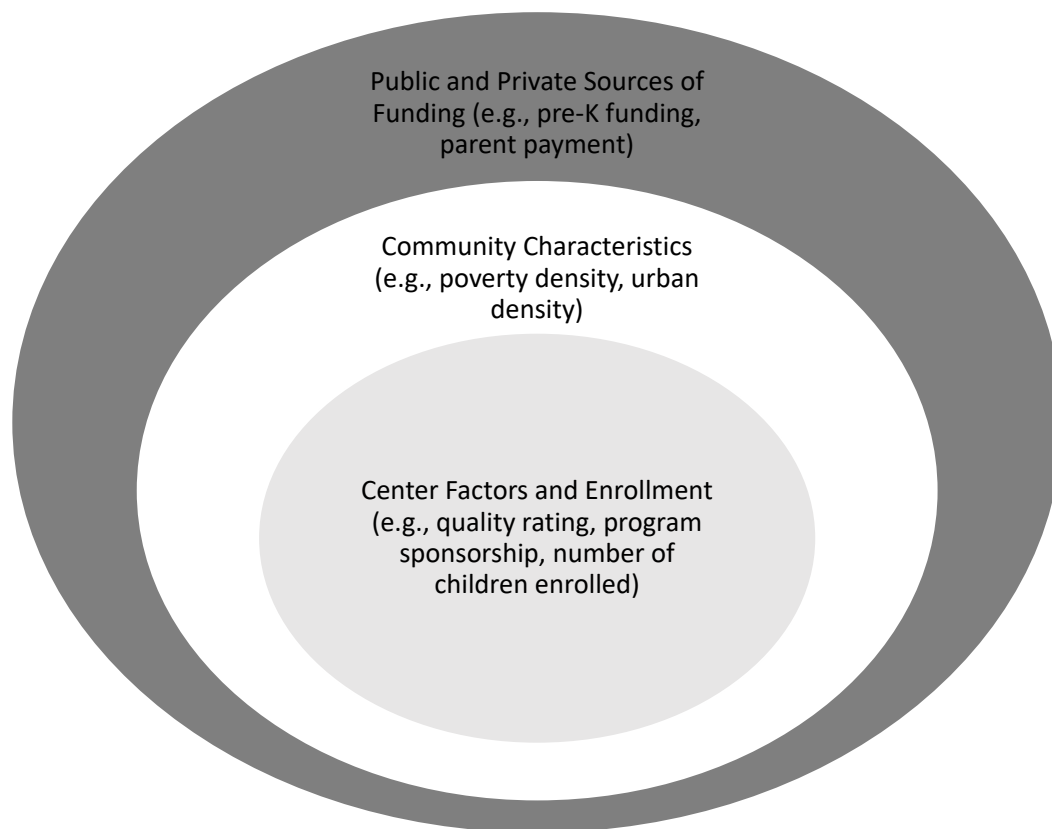 Public and Private Sources of
Funding (e.g., pre-K funding,
parent payment)
Community Characteristics
(e.g., poverty density, urban
density)
Center Factors and Enrollment
(e.g., quality rating, program
sponsorship, number of
children enrolled)